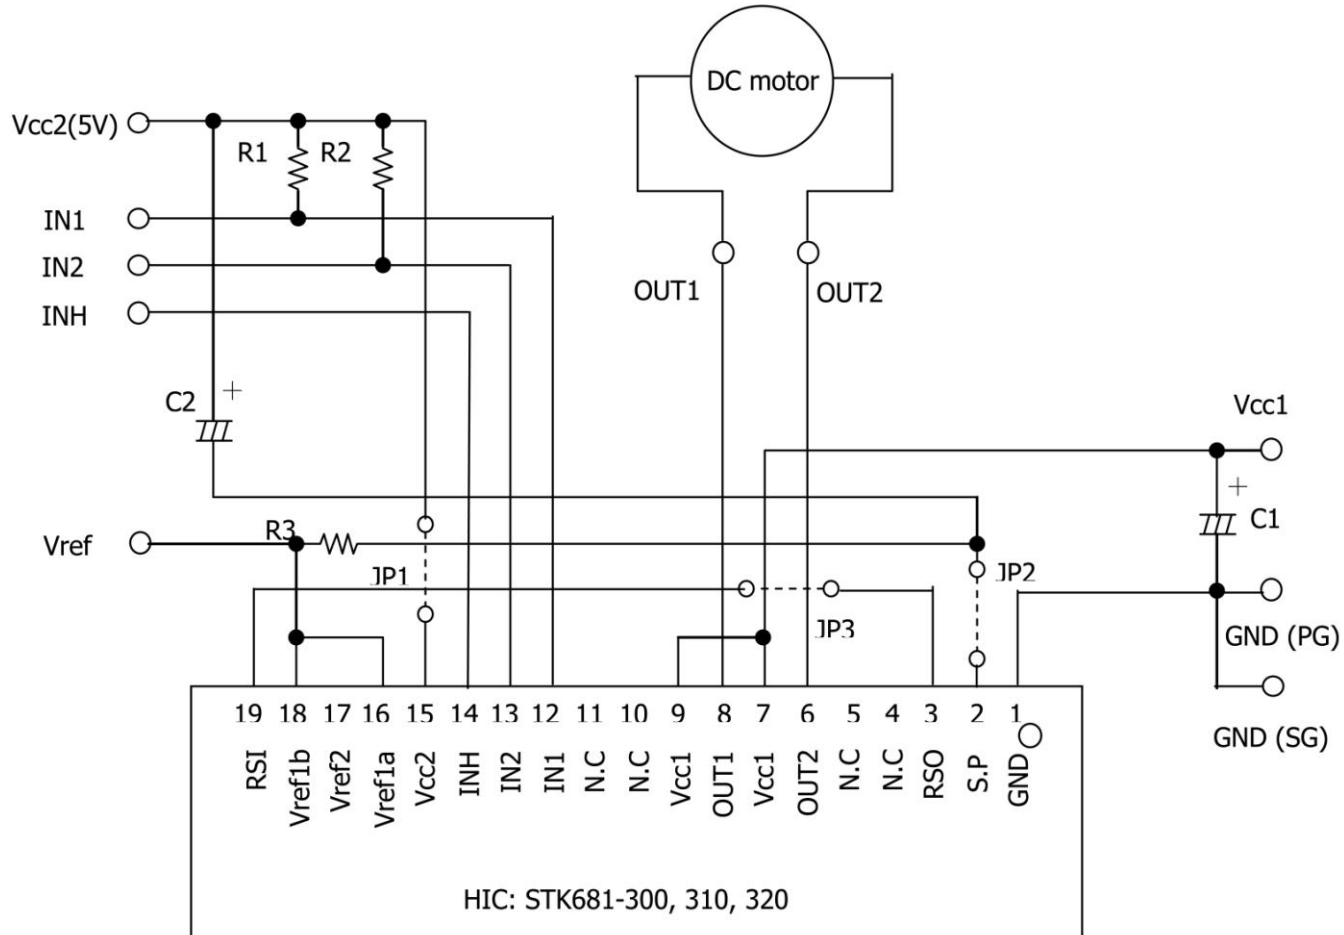 DC motor
Vcc2(5V)
R1
R2
IN1
IN2
INH
OUT1
OUT2
C2
+
Vcc1
+
C1
Vref
R3
JP1
JP2
JP3
GND (PG)
GND (SG)
19 18 17 16 15 14 13 12 11 10 9 8 7 6 5 4 3 2 1
RSI
Vref1b
Vref2
Vref1a
Vcc2
INH
IN2
IN1
N.C
N.C
Vcc1
OUT1
Vcc1
OUT2
N.C
N.C
RSO
S.P
GND
HIC: STK681-300, 310, 320